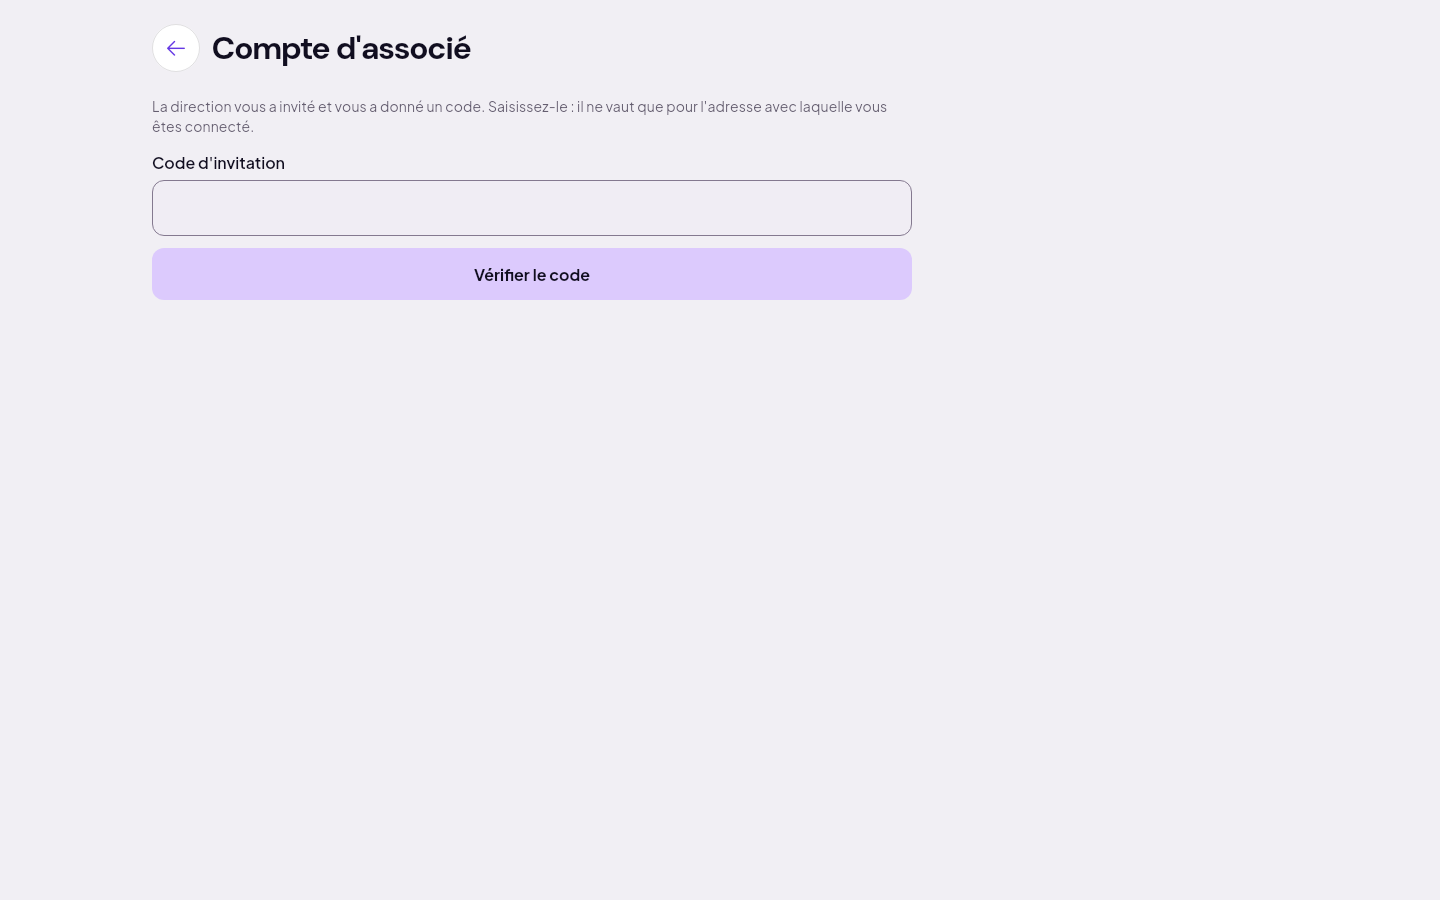 Compte d'associé
La direction vous a invité et vous a donné un code. Saisissez-le : il ne vaut que pour l'adresse avec laquelle vous
êtes connecté.
Code d'invitation
Vérifier le code